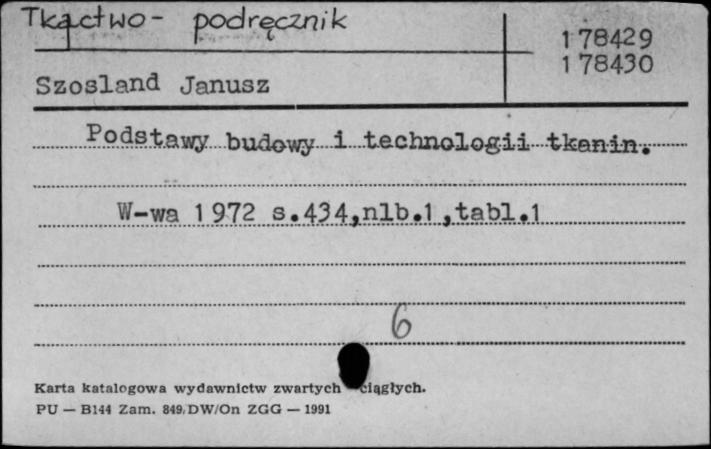 Tkactwo - podręcznik
178429
178430
Szosland Janusz
Podstawy budowy i technologii tkanin.
W-wa 1972 s.434,nlb.1,tabl.1
6
Karta katalogowa wydawnictw zwartych ciągłych.
PU — B144 Zam. 849/DW/On ZGG — 1991